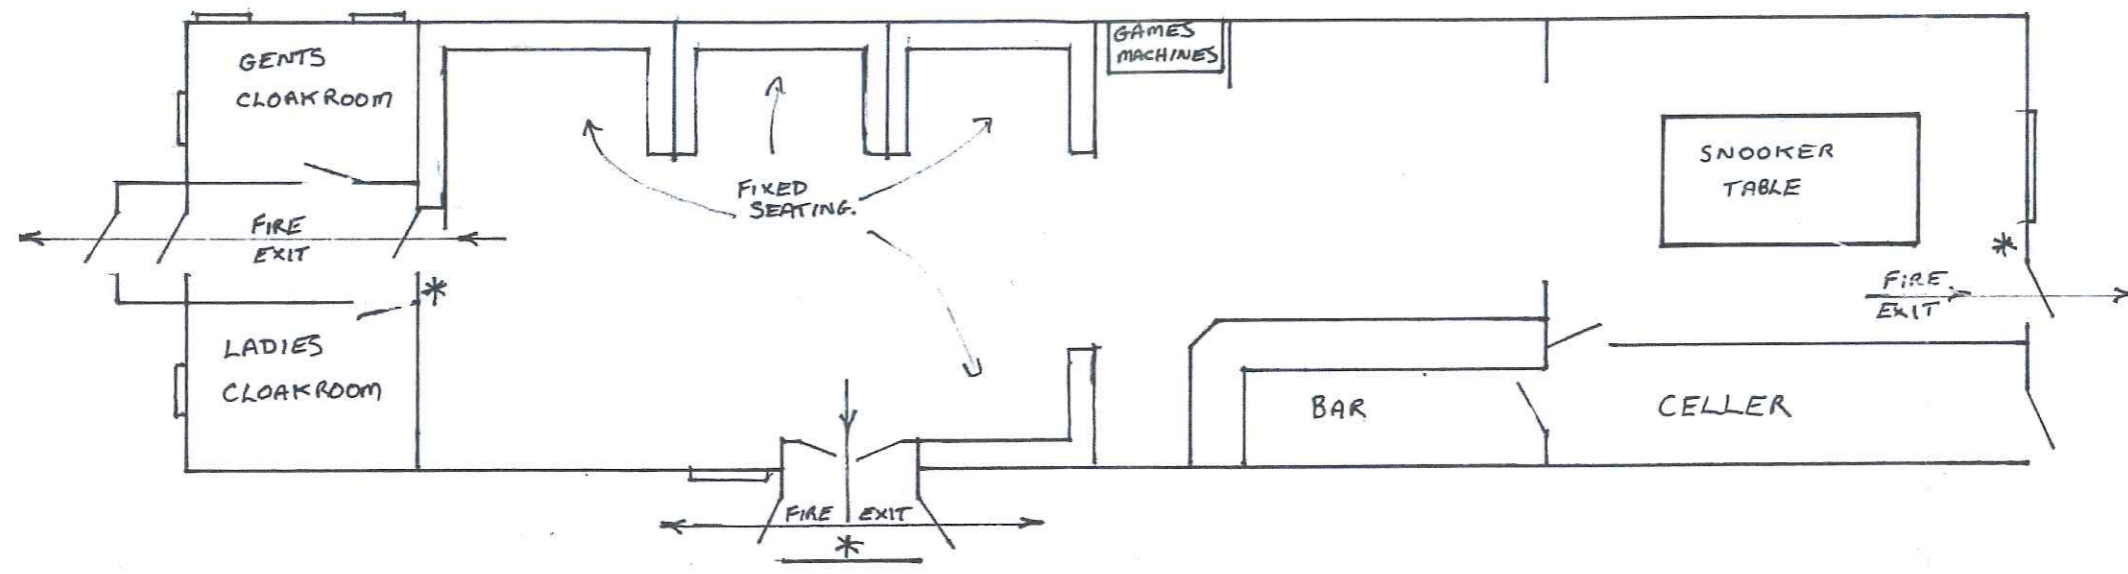 GENTS
CLOAKROOM
GAMES
MACHINES
SNOOKER
TABLE
FIXED
SEATING.
FIRE
EXIT
*
*
FIRE.
EXIT
LADIES
CLOAKROOM
BAR
CELLER
FIRE EXIT
*